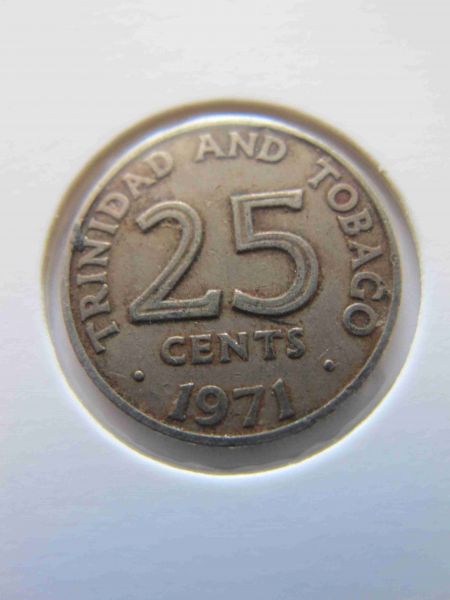 TRINIDAD AND TOBAGO
25
CENTS
• 1971 •